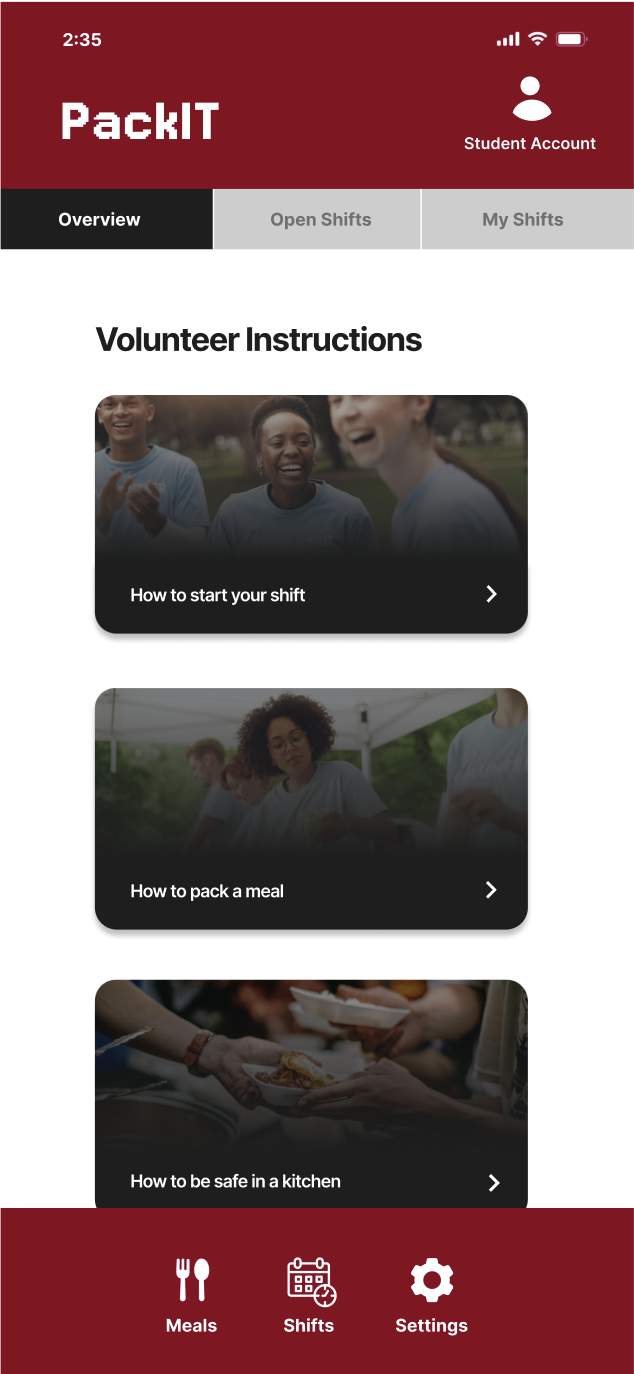 2:35
PackIT
Student Account
Overview
Open Shifts
My Shifts
Volunteer Instructions
How to start your shift
How to pack a meal
How to be safe in a kitchen
Meals
Shifts
Settings